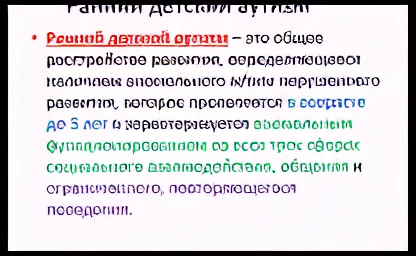 Ранний детский аутизм
Ранний детский аутизм – это общее
расстройство развития, определяющееся
наличием аномального и/или нарушенного
развития, которое проявляется в возрасте
до 3 лет и характеризуется аномальным
функционированием во всех трёх сферах
социального взаимодействия, общения и
ограниченного, повторяющегося
поведения.